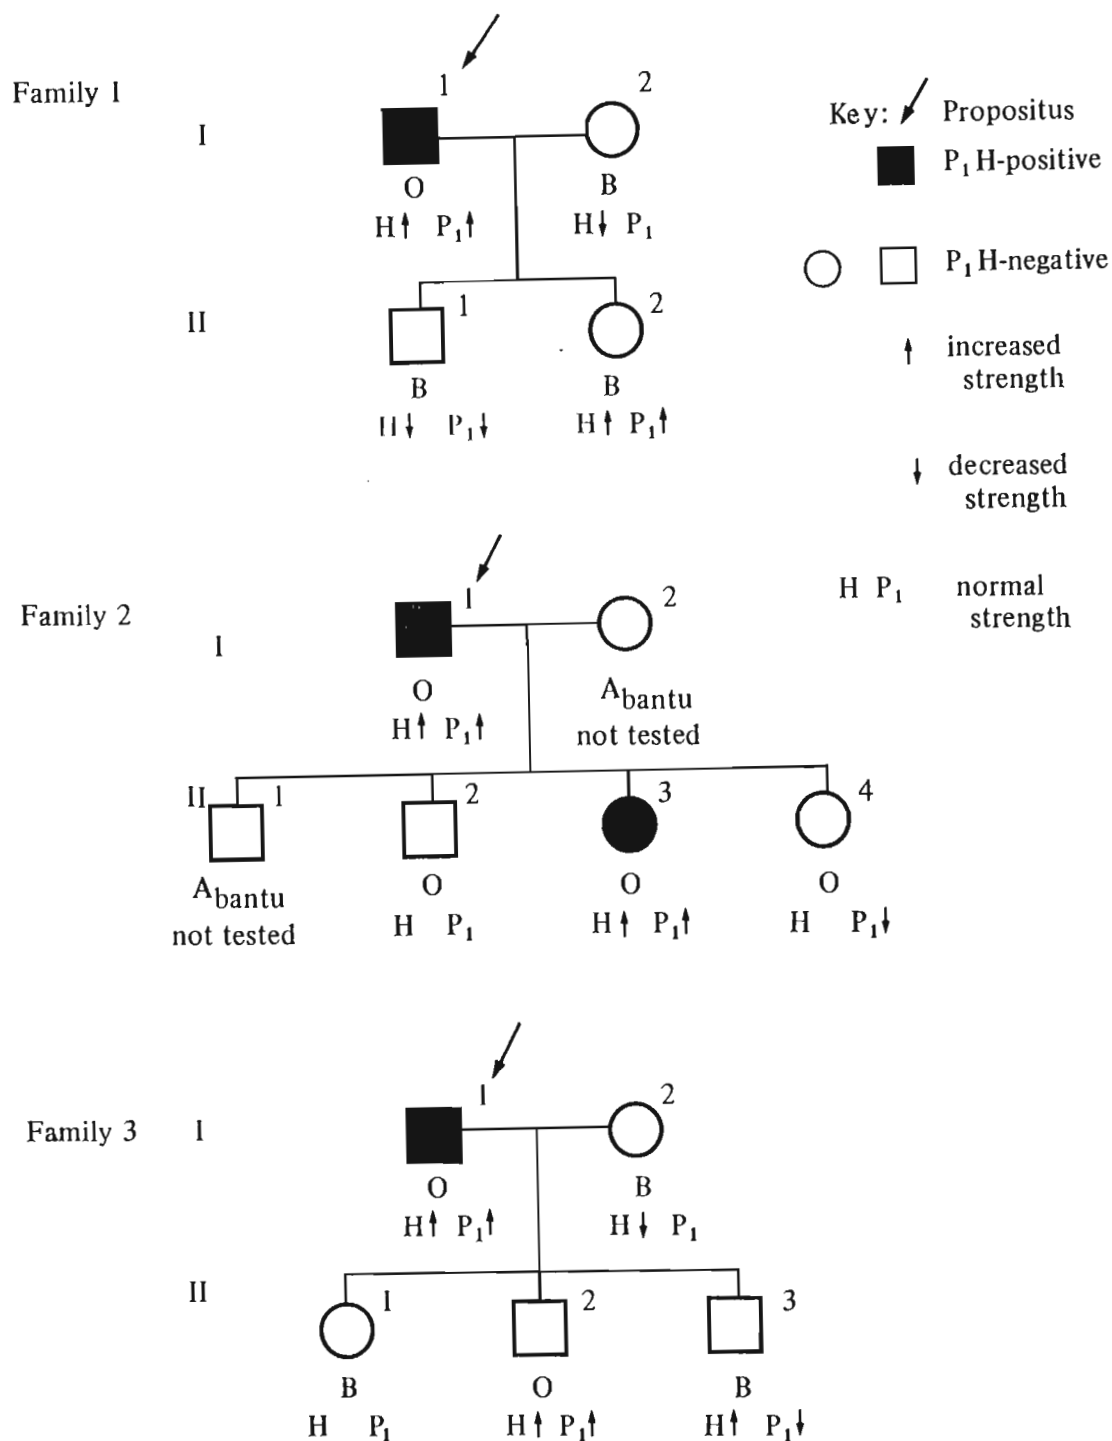 Family 1
I
1
2
O
B
H↑ P₁↑
H↓ P₁
II
1
2
B
B
H↓ P₁↓
H↑ P₁↑
Key: Propositus
P₁ H-positive
P₁ H-negative
↑ increased
strength
↓ decreased
strength
H P₁ normal
strength
Family 2
I
1
2
O
A bantu
not tested
H↑ P₁↑
II
1
2
3
4
A bantu
not tested
O
O
O
H P₁
H↑ P₁↑
H P₁↓
Family 3
I
1
2
O
B
H↑ P₁↑
H↓ P₁
II
1
2
3
B
O
B
H P₁
H↑ P₁↑
H↑ P₁↓